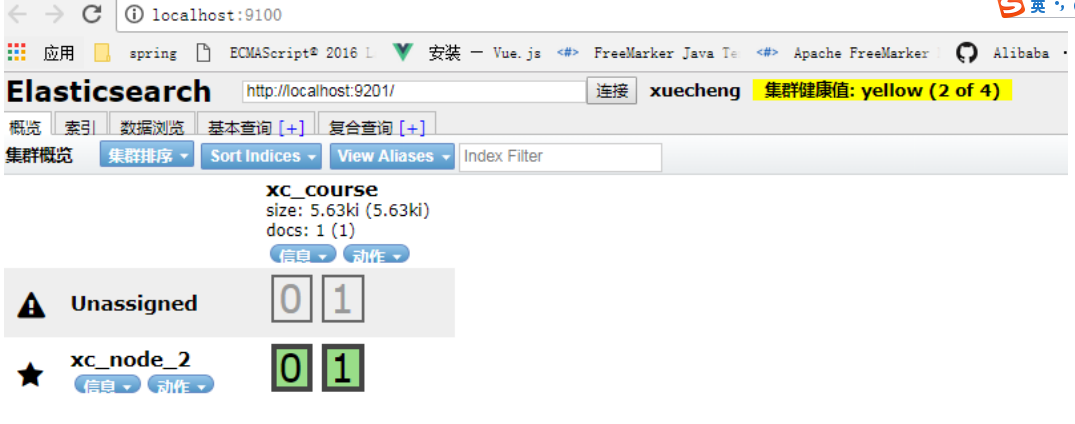 localhost:9100
英
应用 spring ECMAScript® 2016 L 安装 — Vue.js <#> FreeMarker Java Te <#> Apache FreeMarker Alibaba
Elasticsearch http://localhost:9201/ 连接 xuecheng 集群健康值: yellow (2 of 4)
概览 索引 数据浏览 基本查询 [+] 复合查询 [+]
集群概览 集群排序 Sort Indices View Aliases Index Filter
xc_course
size: 5.63ki (5.63ki)
docs: 1 (1)
信息 动作
Unassigned 0 1
xc_node_2 0 1
信息 动作